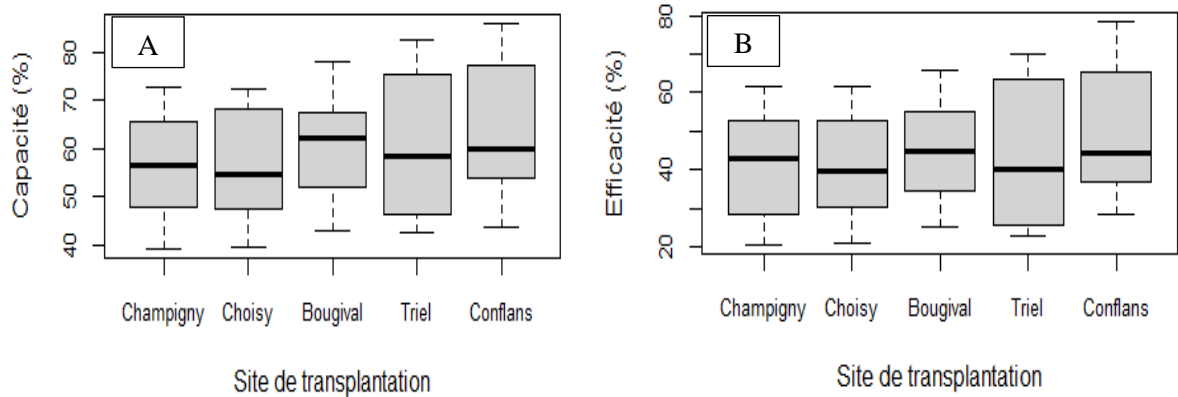 A
Capacité (%)
80
70
60
50
40
Champigny Choisy Bougival Triel Conflans
Site de transplantation
B
Efficacité (%)
80
60
40
20
Champigny Choisy Bougival Triel Conflans
Site de transplantation